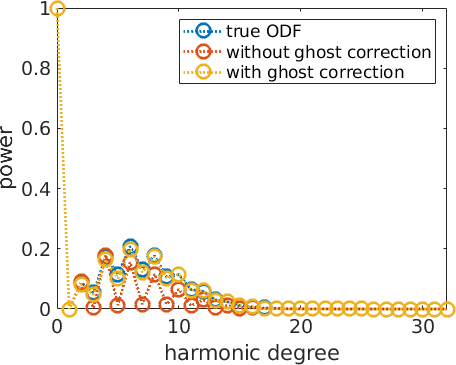 1
0.8
0.6
0.4
0.2
0
power
true ODF
without ghost correction
with ghost correction
0 10 20 30
harmonic degree